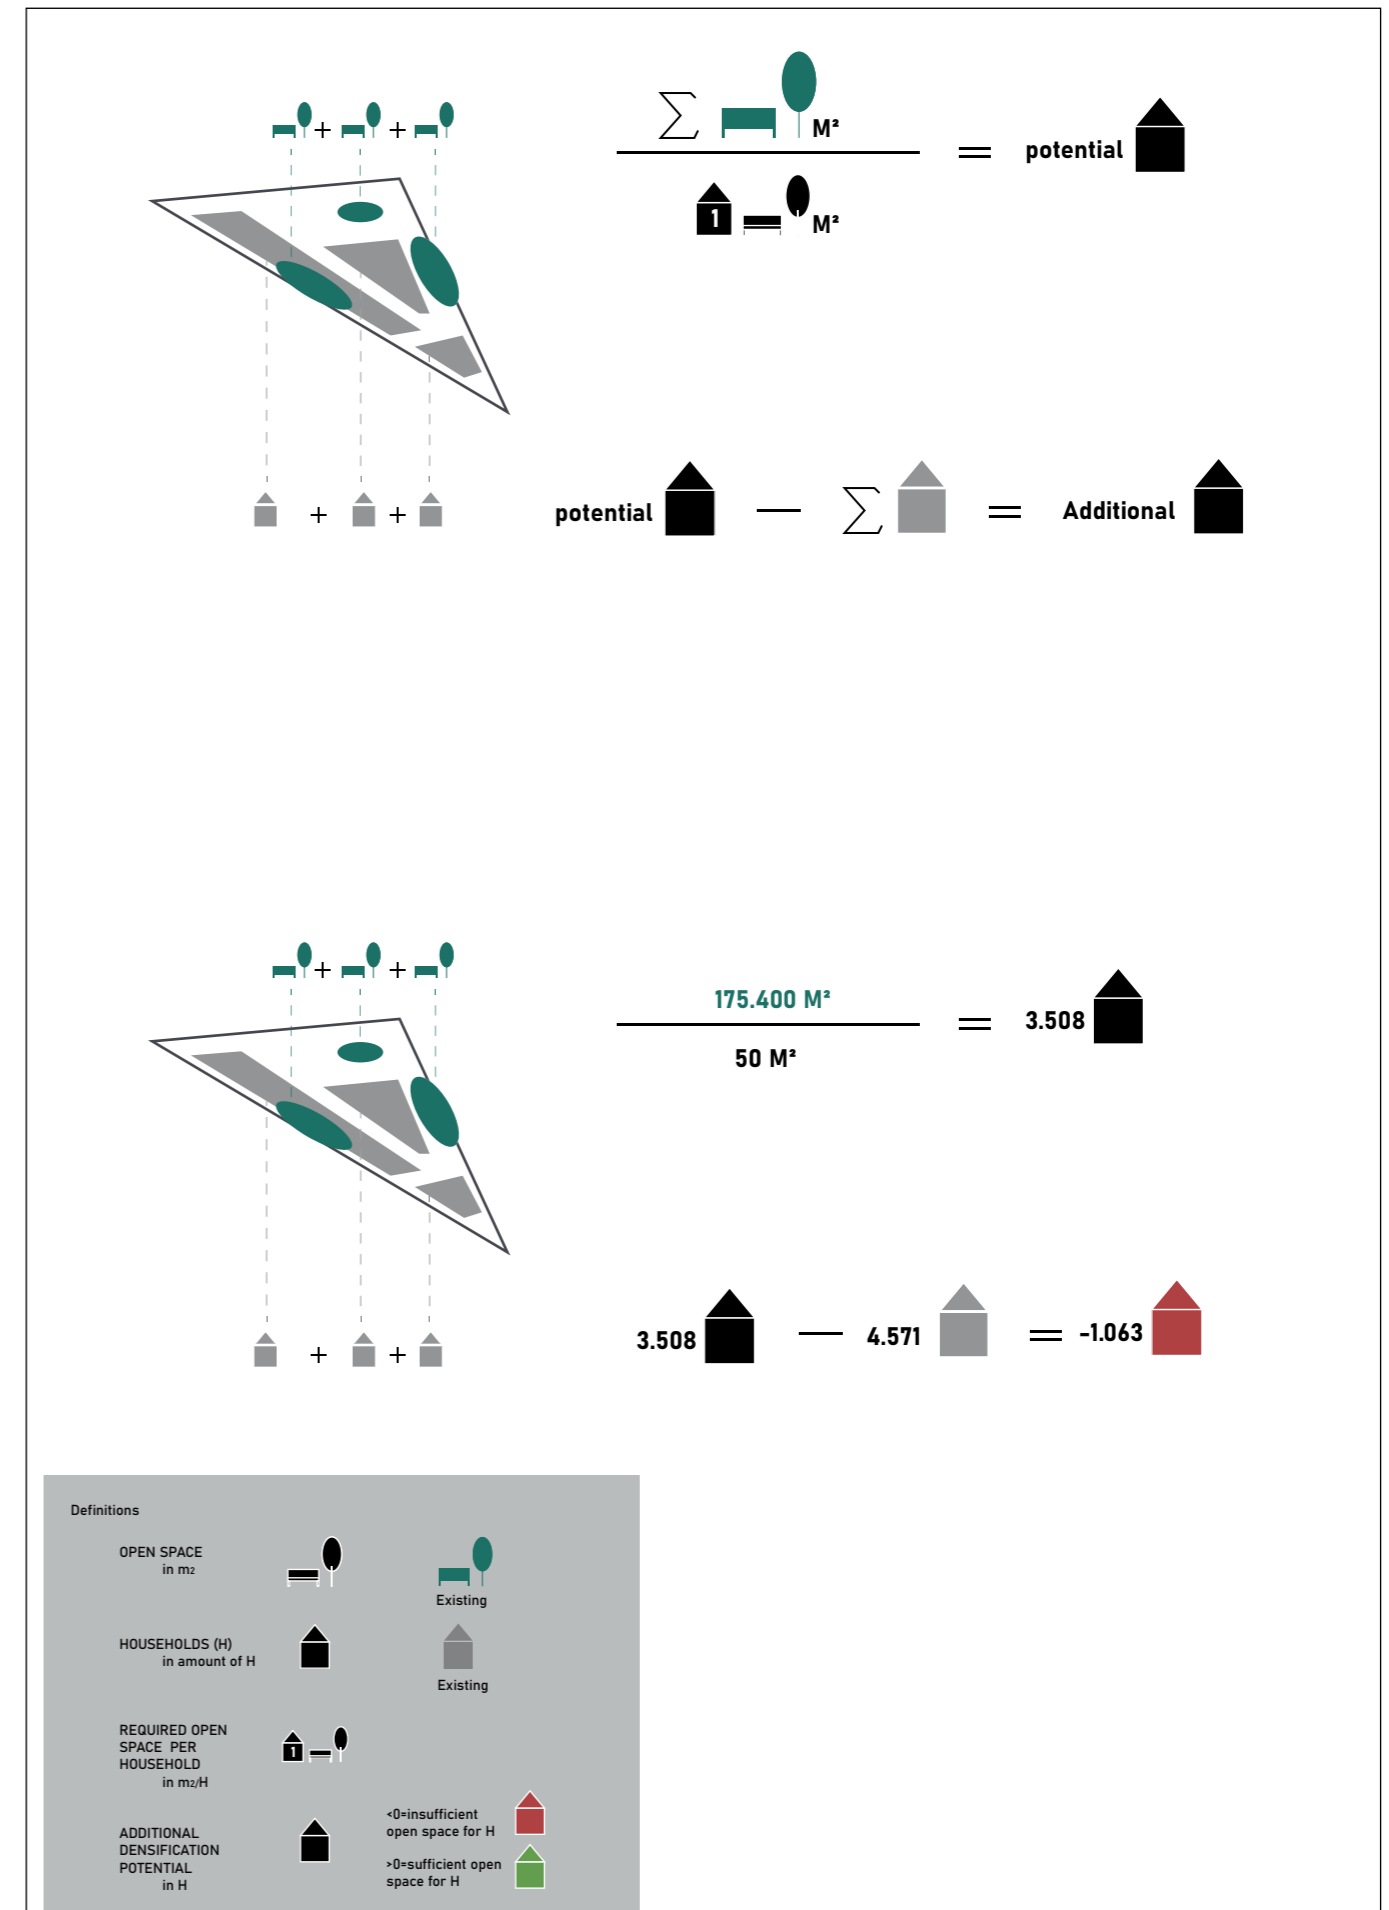 + +
M²
1 M²
= potential
+ +
potential — ∑ = Additional
+ +
175.400 M²
50 M²
= 3.508
+ +
3.508 — 4.571 = -1.063
Definitions
OPEN SPACE
in m2
Existing
HOUSEHOLDS (H)
in amount of H
Existing
REQUIRED OPEN
SPACE PER
HOUSEHOLD
in m2/H
1
ADDITIONAL
DENSIFICATION
POTENTIAL
in H
<0=insufficient
open space for H
>0=sufficient open
space for H